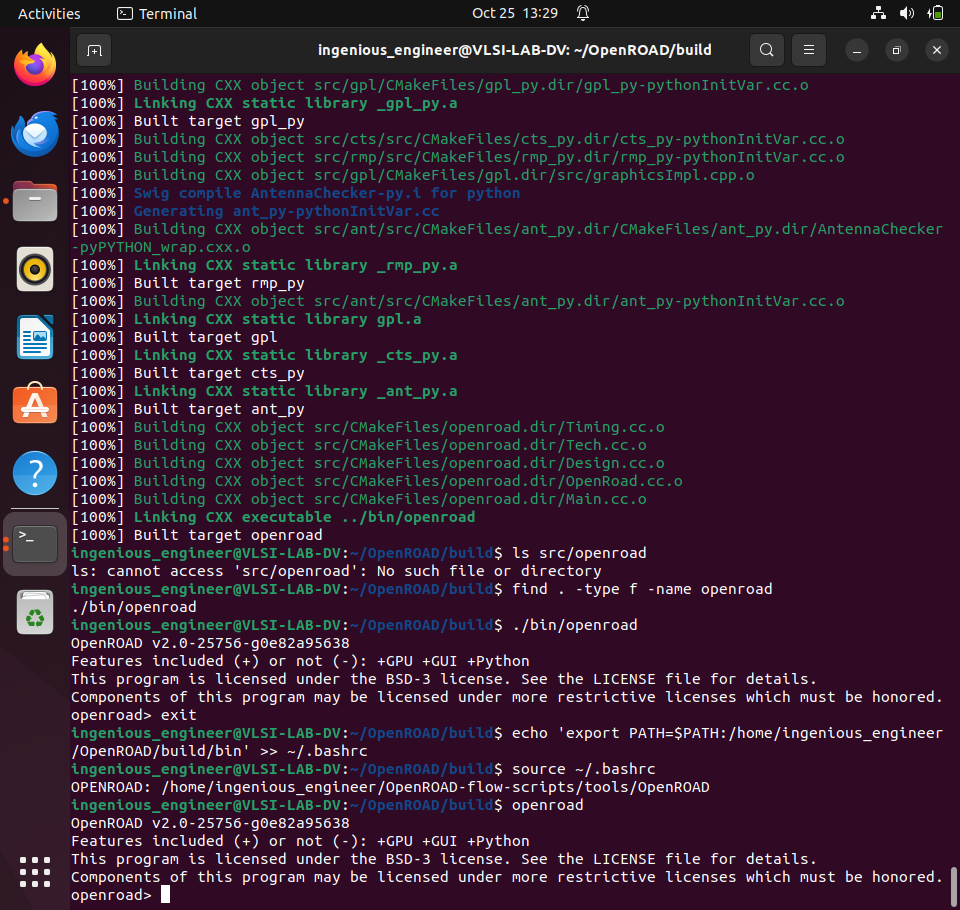 Activities
Terminal
Oct 25 13:29
ingenious_engineer@VLSI-LAB-DV: ~/OpenROAD/build
[100%] Building CXX object src/gpl/CMakeFiles/gpl_py.dir/gpl_py-pythonInitVar.cc.o
[100%] Linking CXX static library _gpl_py.a
[100%] Built target gpl_py
[100%] Building CXX object src/cts/src/CMakeFiles/cts_py.dir/cts_py-pythonInitVar.cc.o
[100%] Building CXX object src/rmp/src/CMakeFiles/rmp_py.dir/rmp_py-pythonInitVar.cc.o
[100%] Building CXX object src/gpl/CMakeFiles/gpl.dir/src/graphicsImpl.cpp.o
[100%] Swig compile AntennaChecker-py.i for python
[100%] Generating ant_py-pythonInitVar.cc
[100%] Building CXX object src/ant/src/CMakeFiles/ant_py.dir/CMakeFiles/ant_py.dir/AntennaChecker
-pyPYTHON_wrap.cxx.o
[100%] Linking CXX static library _rmp_py.a
[100%] Built target rmp_py
[100%] Building CXX object src/ant/src/CMakeFiles/ant_py.dir/ant_py-pythonInitVar.cc.o
[100%] Linking CXX static library gpl.a
[100%] Built target gpl
[100%] Linking CXX static library _cts_py.a
[100%] Built target cts_py
[100%] Linking CXX static library _ant_py.a
[100%] Built target ant_py
[100%] Building CXX object src/CMakeFiles/openroad.dir/Timing.cc.o
[100%] Building CXX object src/CMakeFiles/openroad.dir/Tech.cc.o
[100%] Building CXX object src/CMakeFiles/openroad.dir/Design.cc.o
[100%] Building CXX object src/CMakeFiles/openroad.dir/OpenRoad.cc.o
[100%] Building CXX object src/CMakeFiles/openroad.dir/Main.cc.o
[100%] Linking CXX executable ../bin/openroad
[100%] Built target openroad
ingenious_engineer@VLSI-LAB-DV:~/OpenROAD/build$ ls src/openroad
ls: cannot access 'src/openroad': No such file or directory
ingenious_engineer@VLSI-LAB-DV:~/OpenROAD/build$ find . -type f -name openroad
./bin/openroad
ingenious_engineer@VLSI-LAB-DV:~/OpenROAD/build$ ./bin/openroad
OpenROAD v2.0-25756-g0e82a95638
Features included (+) or not (-): +GPU +GUI +Python
This program is licensed under the BSD-3 license. See the LICENSE file for details.
Components of this program may be licensed under more restrictive licenses which must be honored.
openroad> exit
ingenious_engineer@VLSI-LAB-DV:~/OpenROAD/build$ echo 'export PATH=$PATH:/home/ingenious_engineer
/OpenROAD/build/bin' >> ~/.bashrc
ingenious_engineer@VLSI-LAB-DV:~/OpenROAD/build$ source ~/.bashrc
OPENROAD: /home/ingenious_engineer/OpenROAD-flow-scripts/tools/OpenROAD
ingenious_engineer@VLSI-LAB-DV:~/OpenROAD/build$ openroad
OpenROAD v2.0-25756-g0e82a95638
Features included (+) or not (-): +GPU +GUI +Python
This program is licensed under the BSD-3 license. See the LICENSE file for details.
Components of this program may be licensed under more restrictive licenses which must be honored.
openroad>